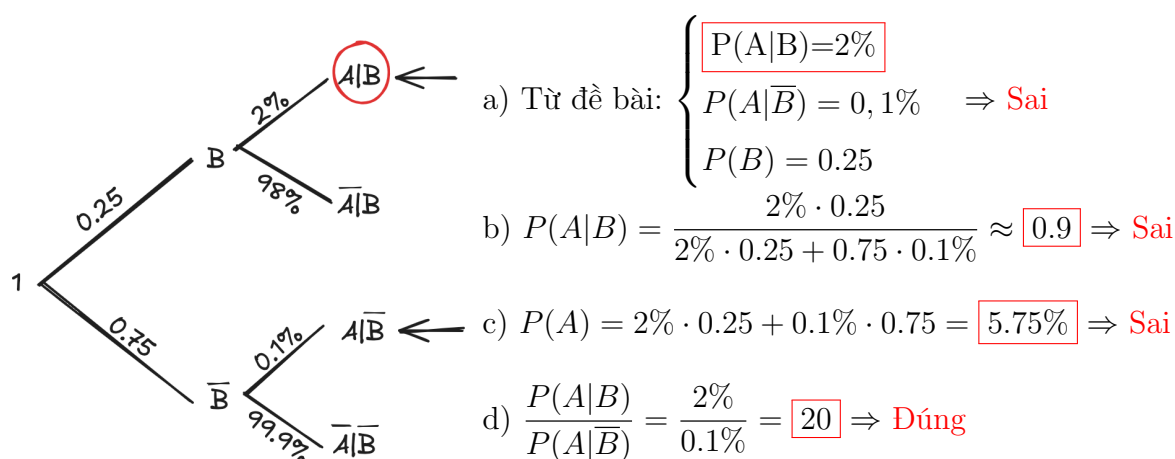 A|B
2%
B
98%
A̅|B
0.25
1
0.75
A|B̅
0.1%
B̅
99.9%
A̅|B̅
a) Từ đề bài: { P(A|B)=2%
P(A|B̅) = 0,1% ⇒ Sai
P(B) = 0.25
b) P(A|B) = (2% · 0.25) / (2% · 0.25 + 0.75 · 0.1%) ≈ 0.9 ⇒ Sai
c) P(A) = 2% · 0.25 + 0.1% · 0.75 = 5.75% ⇒ Sai
d) P(A|B) / P(A|B̅) = 2% / 0.1% = 20 ⇒ Đúng